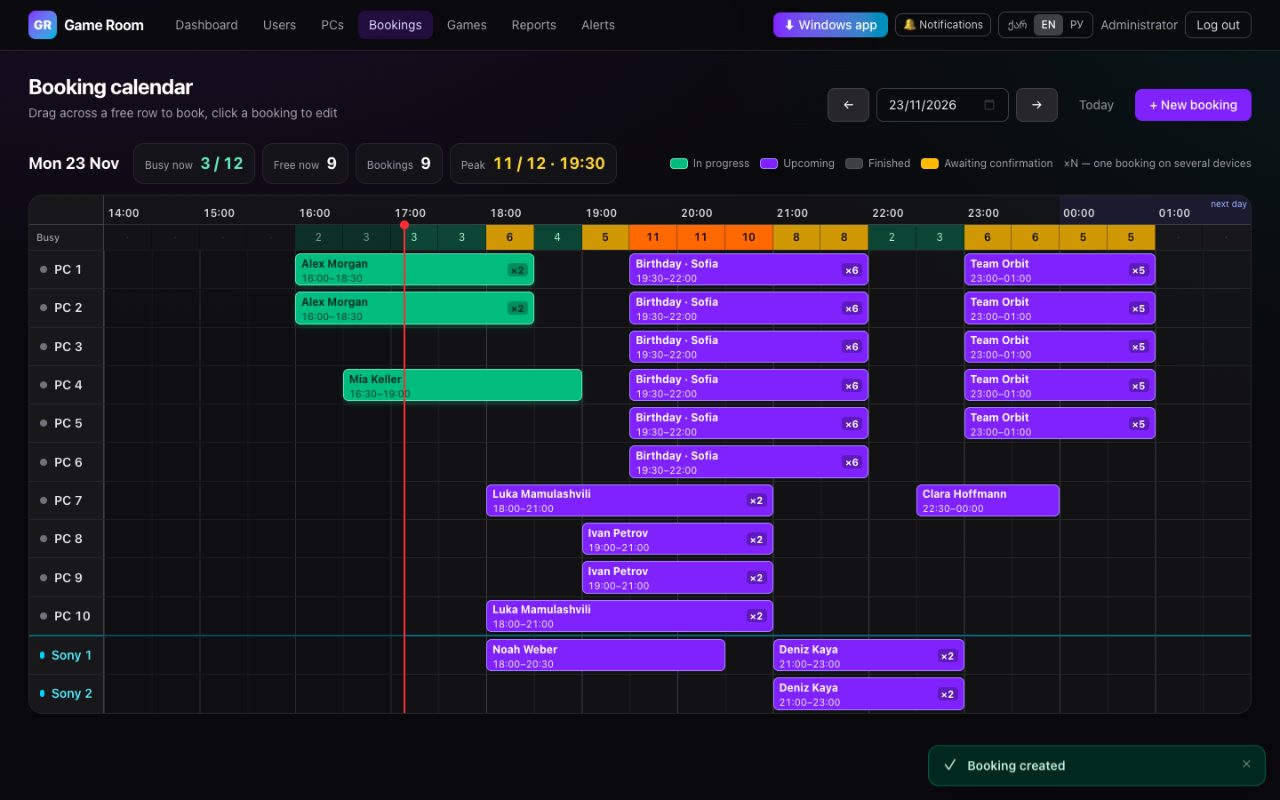 GR Game Room Dashboard Users PCs Bookings Games Reports Alerts ⬇ Windows app 🔔 Notifications ქარ EN РУ Administrator Log out
Booking calendar
Drag across a free row to book, click a booking to edit
← 23/11/2026 → Today + New booking
Mon 23 Nov Busy now 3 / 12 Free now 9 Bookings 9 Peak 11 / 12 · 19:30 In progress Upcoming Finished Awaiting confirmation ×N — one booking on several devices
next day
14:00 15:00 16:00 17:00 18:00 19:00 20:00 21:00 22:00 23:00 00:00 01:00
Busy · · · · 2 3 3 3 6 4 5 11 11 10 8 8 2 3 6 6 5 5 · ·
PC 1 Alex Morgan 16:00–18:30 ×2 Birthday · Sofia 19:30–22:00 ×6 Team Orbit 23:00–01:00 ×5
PC 2 Alex Morgan 16:00–18:30 ×2 Birthday · Sofia 19:30–22:00 ×6 Team Orbit 23:00–01:00 ×5
PC 3 Birthday · Sofia 19:30–22:00 ×6 Team Orbit 23:00–01:00 ×5
PC 4 Mia Keller 16:30–19:00 Birthday · Sofia 19:30–22:00 ×6 Team Orbit 23:00–01:00 ×5
PC 5 Birthday · Sofia 19:30–22:00 ×6 Team Orbit 23:00–01:00 ×5
PC 6 Birthday · Sofia 19:30–22:00 ×6
PC 7 Luka Mamulashvili 18:00–21:00 ×2 Clara Hoffmann 22:30–00:00
PC 8 Ivan Petrov 19:00–21:00 ×2
PC 9 Ivan Petrov 19:00–21:00 ×2
PC 10 Luka Mamulashvili 18:00–21:00 ×2
Sony 1 Noah Weber 18:00–20:30 Deniz Kaya 21:00–23:00 ×2
Sony 2 Deniz Kaya 21:00–23:00 ×2
✓ Booking created ×